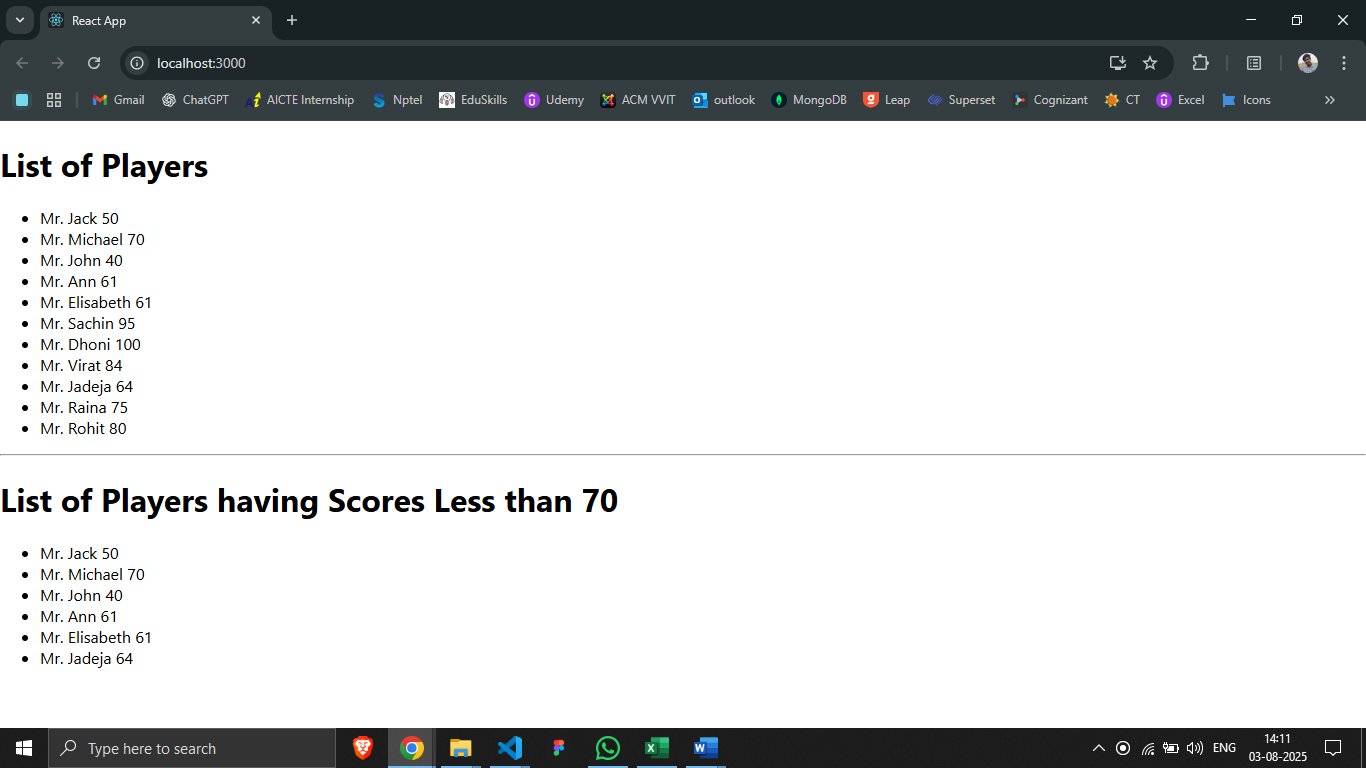 React App
localhost:3000
Gmail ChatGPT AICTE Internship Nptel EduSkills Udemy ACM VVIT outlook MongoDB Leap Superset Cognizant CT Excel Icons
List of Players
Mr. Jack 50
Mr. Michael 70
Mr. John 40
Mr. Ann 61
Mr. Elisabeth 61
Mr. Sachin 95
Mr. Dhoni 100
Mr. Virat 84
Mr. Jadeja 64
Mr. Raina 75
Mr. Rohit 80
List of Players having Scores Less than 70
Mr. Jack 50
Mr. Michael 70
Mr. John 40
Mr. Ann 61
Mr. Elisabeth 61
Mr. Jadeja 64
Type here to search
ENG
14:11
03-08-2025